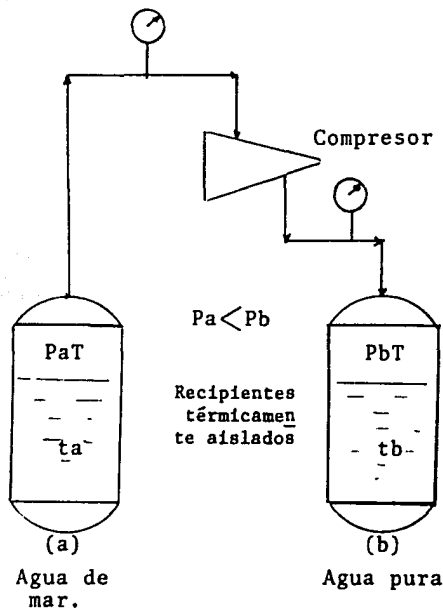 Compresor
Pa<Pb
PaT
PbT
Recipientes
térmicamen
te aislados
ta
tb
(a)
(b)
Agua de
mar.
Agua pura